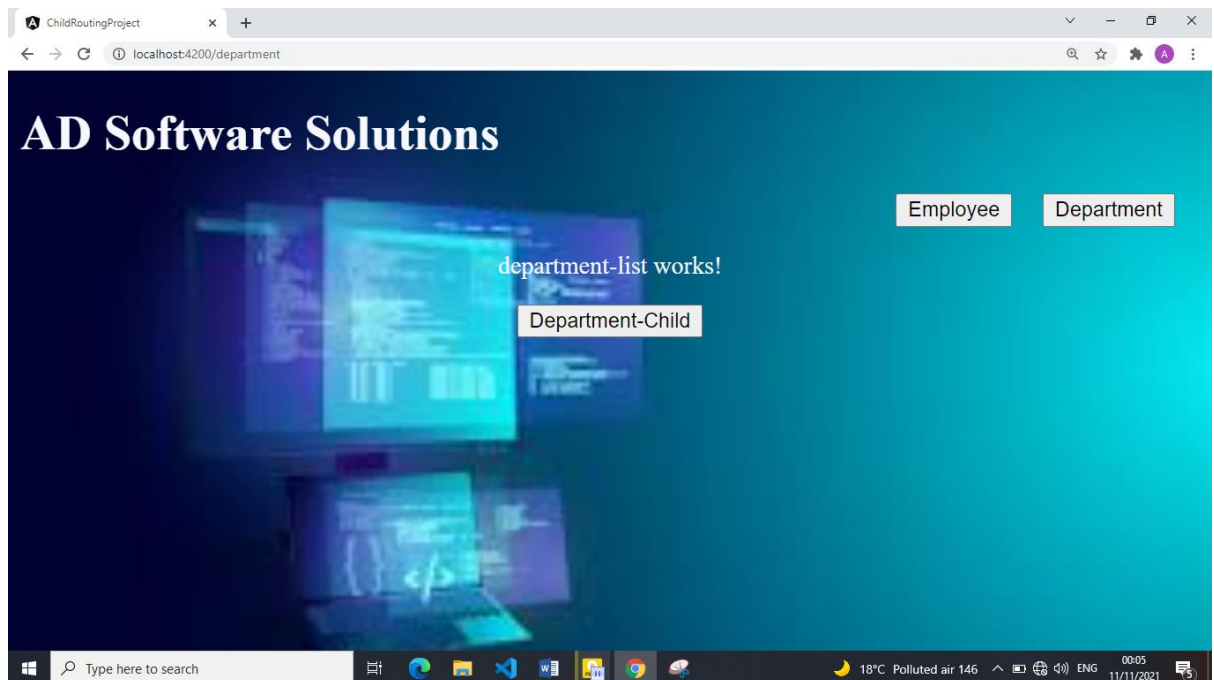 ChildRoutingProject
localhost:4200/department
A
AD Software Solutions
Employee Department
department-list works!
Department-Child
{ } </>
Type here to search
18°C Polluted air 146 ENG 00:05
11/11/2021
5